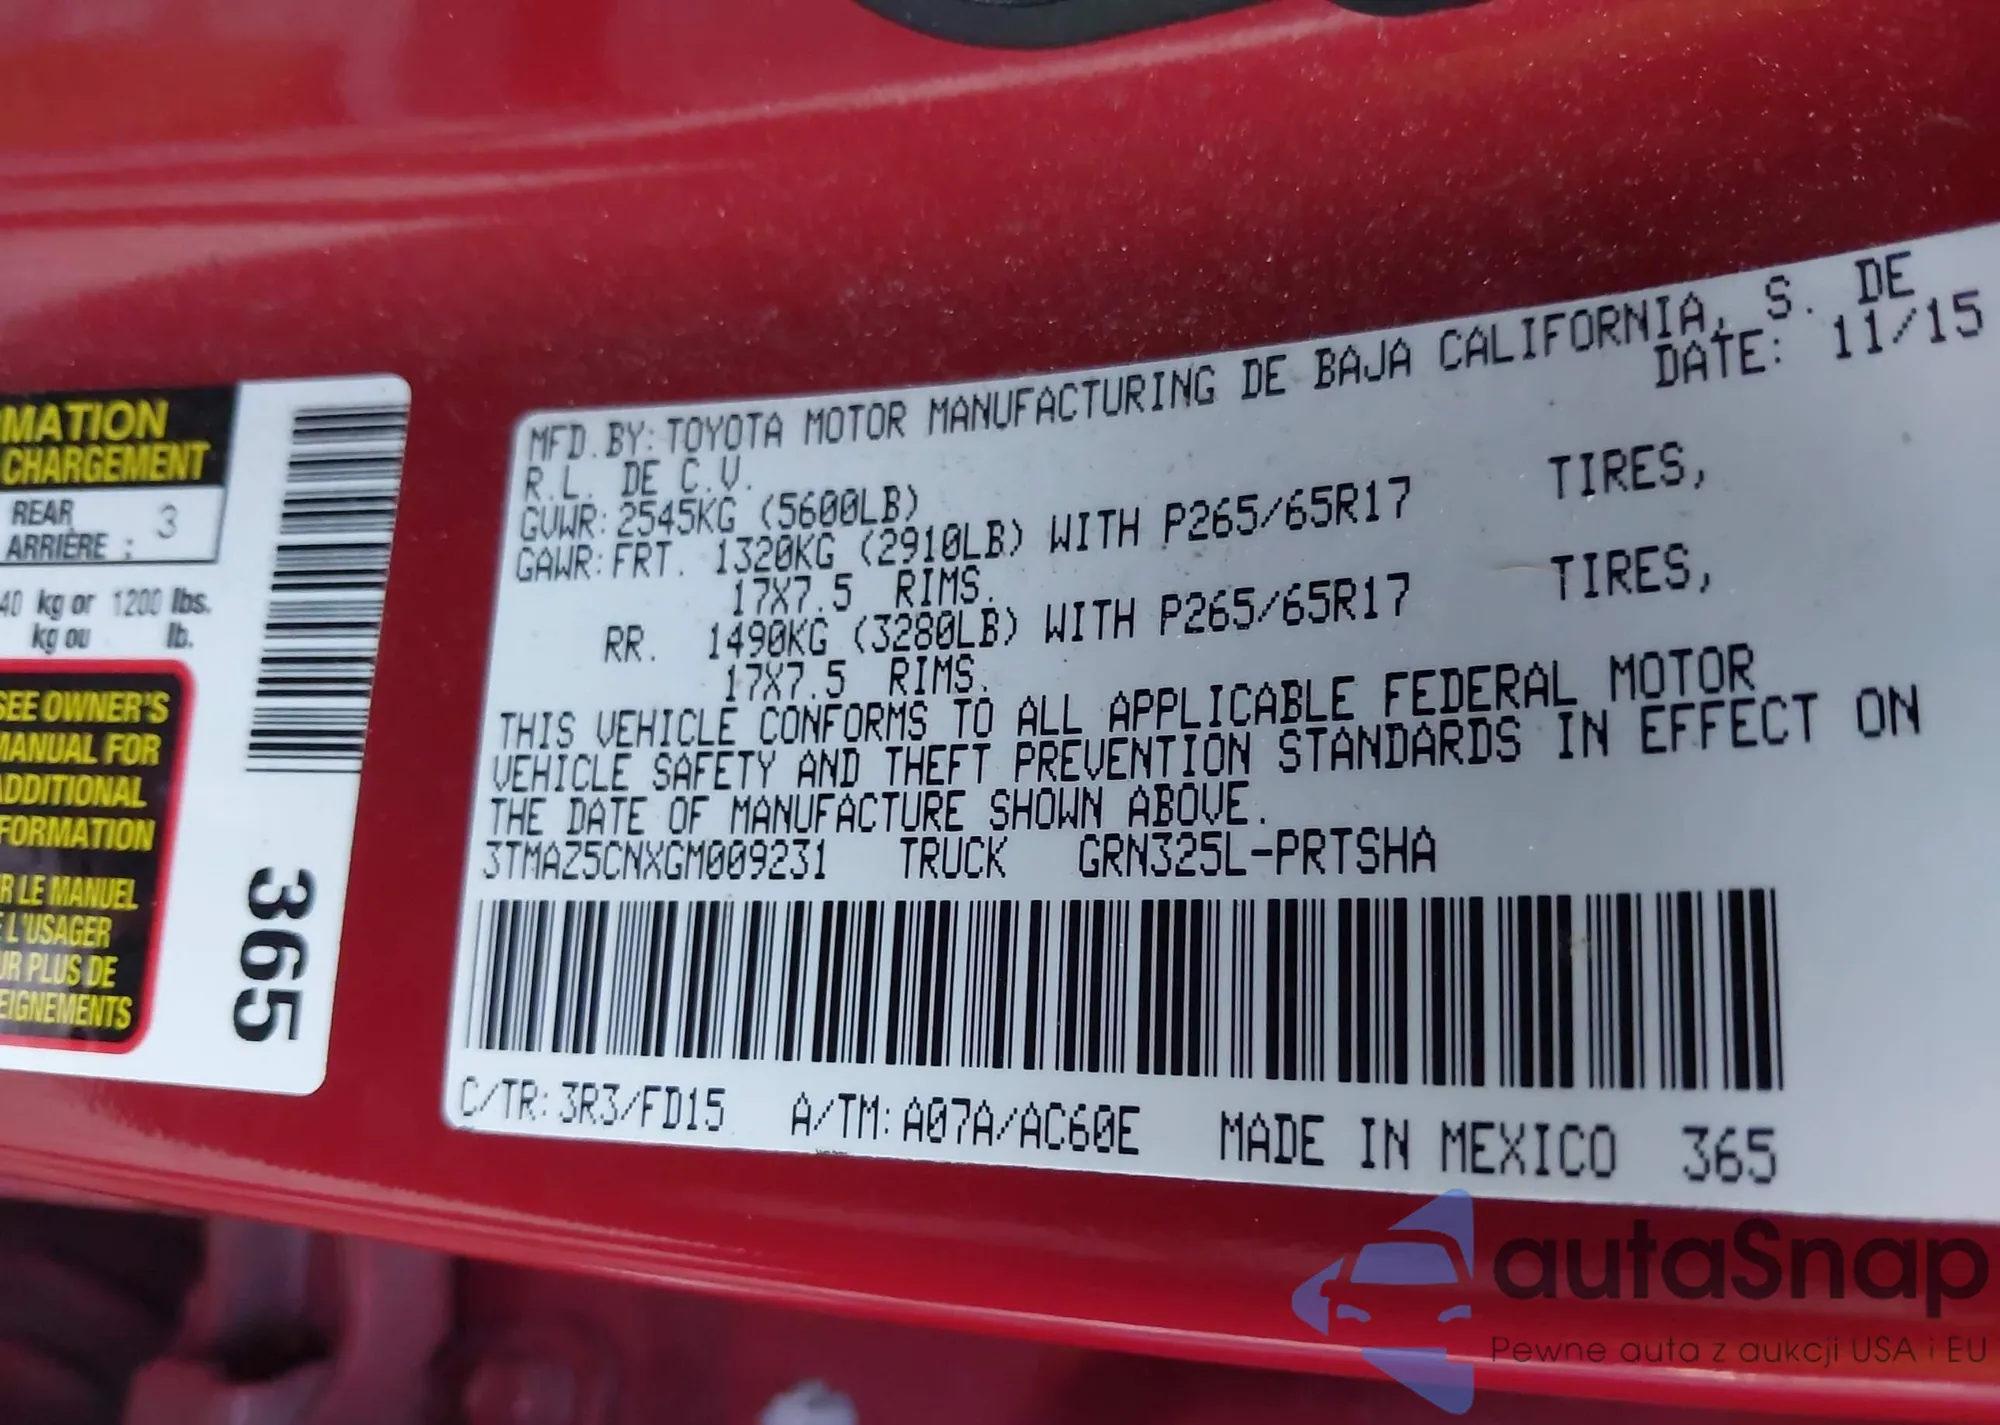 RMATION
CHARGEMENT
REAR
ARRIÈRE : 3
40 kg or 1200 lbs.
kg ou lb.
SEE OWNER'S
MANUAL FOR
ADDITIONAL
FORMATION
R LE MANUEL
E L'USAGER
UR PLUS DE
EIGNEMENTS
365
MFD.BY:TOYOTA MOTOR MANUFACTURING DE BAJA CALIFORNIA, S. DE
R.L. DE C.V. DATE: 11/15
GVWR:2545KG (5600LB)
GAWR:FRT. 1320KG (2910LB) WITH P265/65R17 TIRES,
17X7.5 RIMS.
RR. 1490KG (3280LB) WITH P265/65R17 TIRES,
17X7.5 RIMS.
THIS VEHICLE CONFORMS TO ALL APPLICABLE FEDERAL MOTOR
VEHICLE SAFETY AND THEFT PREVENTION STANDARDS IN EFFECT ON
THE DATE OF MANUFACTURE SHOWN ABOVE.
3TMAZ5CNXGM009231 TRUCK GRN325L-PRTSHA
C/TR:3R3/FD15 A/TM:A07A/AC60E MADE IN MEXICO 365
autaSnap
Pewne auta z aukcji USA i EU